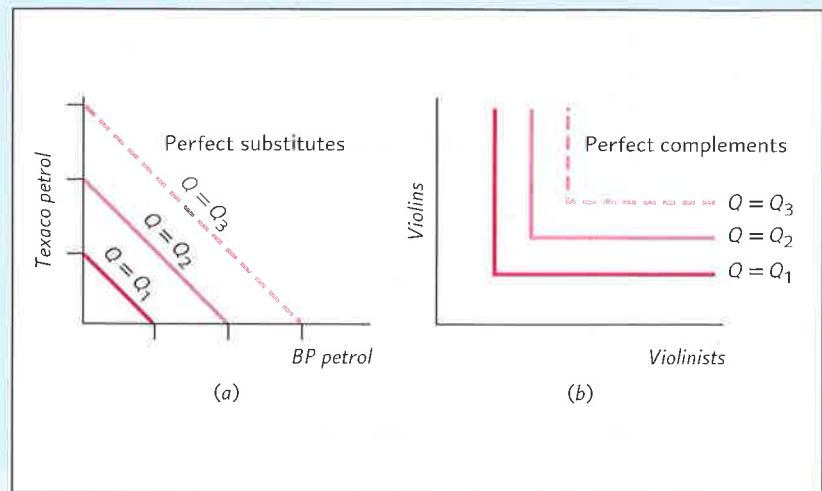 Perfect substitutes
Texaco petrol
Q = Q₁
Q = Q₂
Q = Q₃
BP petrol
(a)
Perfect complements
Violins
Q = Q₃
Q = Q₂
Q = Q₁
Violinists
(b)